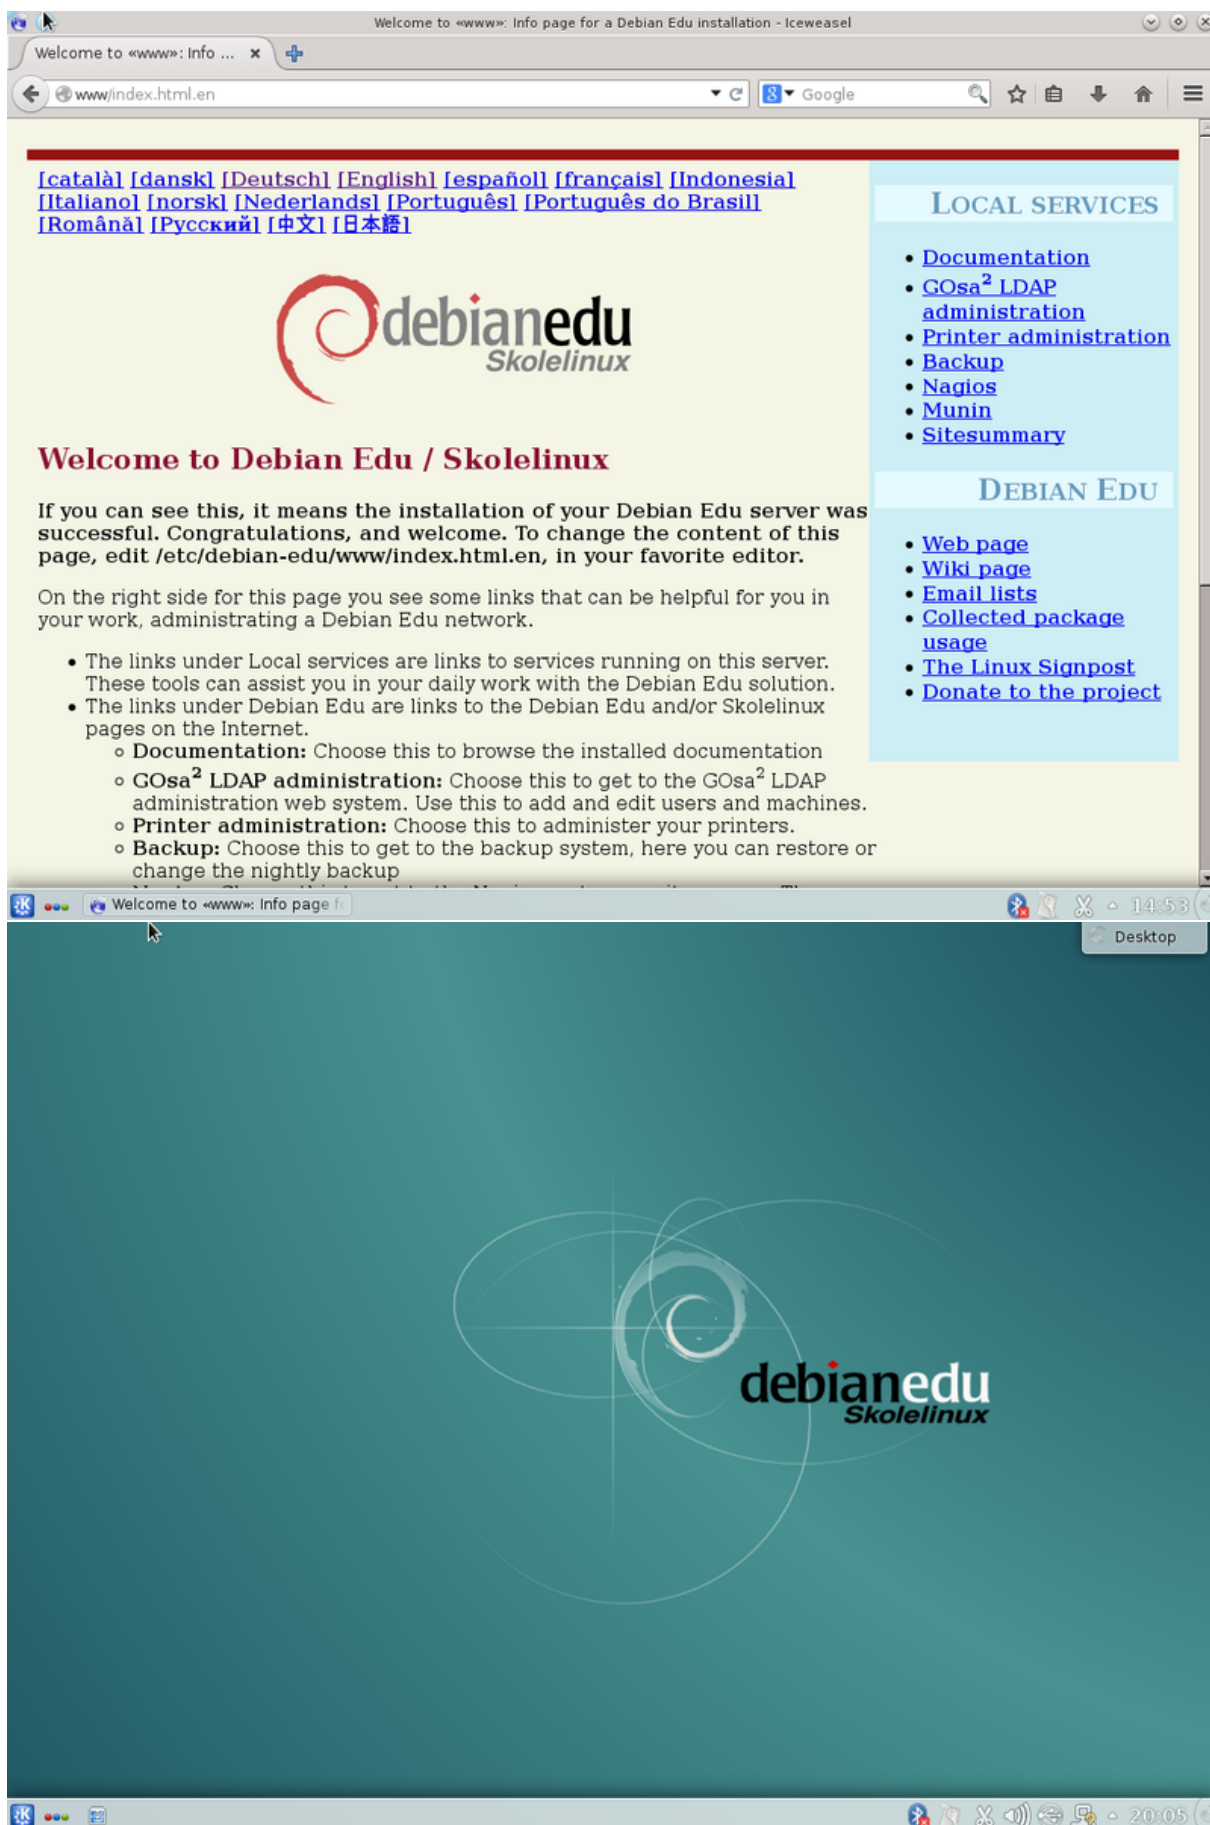 Welcome to «www»: Info page for a Debian Edu installation - Iceweasel
Welcome to «www»: Info ...
www/index.html.en
Google
[català] [dansk] [Deutsch] [English] [español] [français] [Indonesia]
[Italiano] [norsk] [Nederlands] [Português] [Português do Brasil]
[Română] [Русский] [中文] [日本語]
debianedu
Skolelinux
Welcome to Debian Edu / Skolelinux
If you can see this, it means the installation of your Debian Edu server was
successful. Congratulations, and welcome. To change the content of this
page, edit /etc/debian-edu/www/index.html.en, in your favorite editor.
On the right side for this page you see some links that can be helpful for you in
your work, administrating a Debian Edu network.
• The links under Local services are links to services running on this server.
These tools can assist you in your daily work with the Debian Edu solution.
• The links under Debian Edu are links to the Debian Edu and/or Skolelinux
pages on the Internet.
◦ Documentation: Choose this to browse the installed documentation
◦ GOsa² LDAP administration: Choose this to get to the GOsa² LDAP
administration web system. Use this to add and edit users and machines.
◦ Printer administration: Choose this to administer your printers.
◦ Backup: Choose this to get to the backup system, here you can restore or
change the nightly backup
LOCAL SERVICES
• Documentation
• GOsa² LDAP
administration
• Printer administration
• Backup
• Nagios
• Munin
• Sitesummary
DEBIAN EDU
• Web page
• Wiki page
• Email lists
• Collected package
usage
• The Linux Signpost
• Donate to the project
Welcome to «www»: Info page fo
14:53
Desktop
debianedu
Skolelinux
20:05